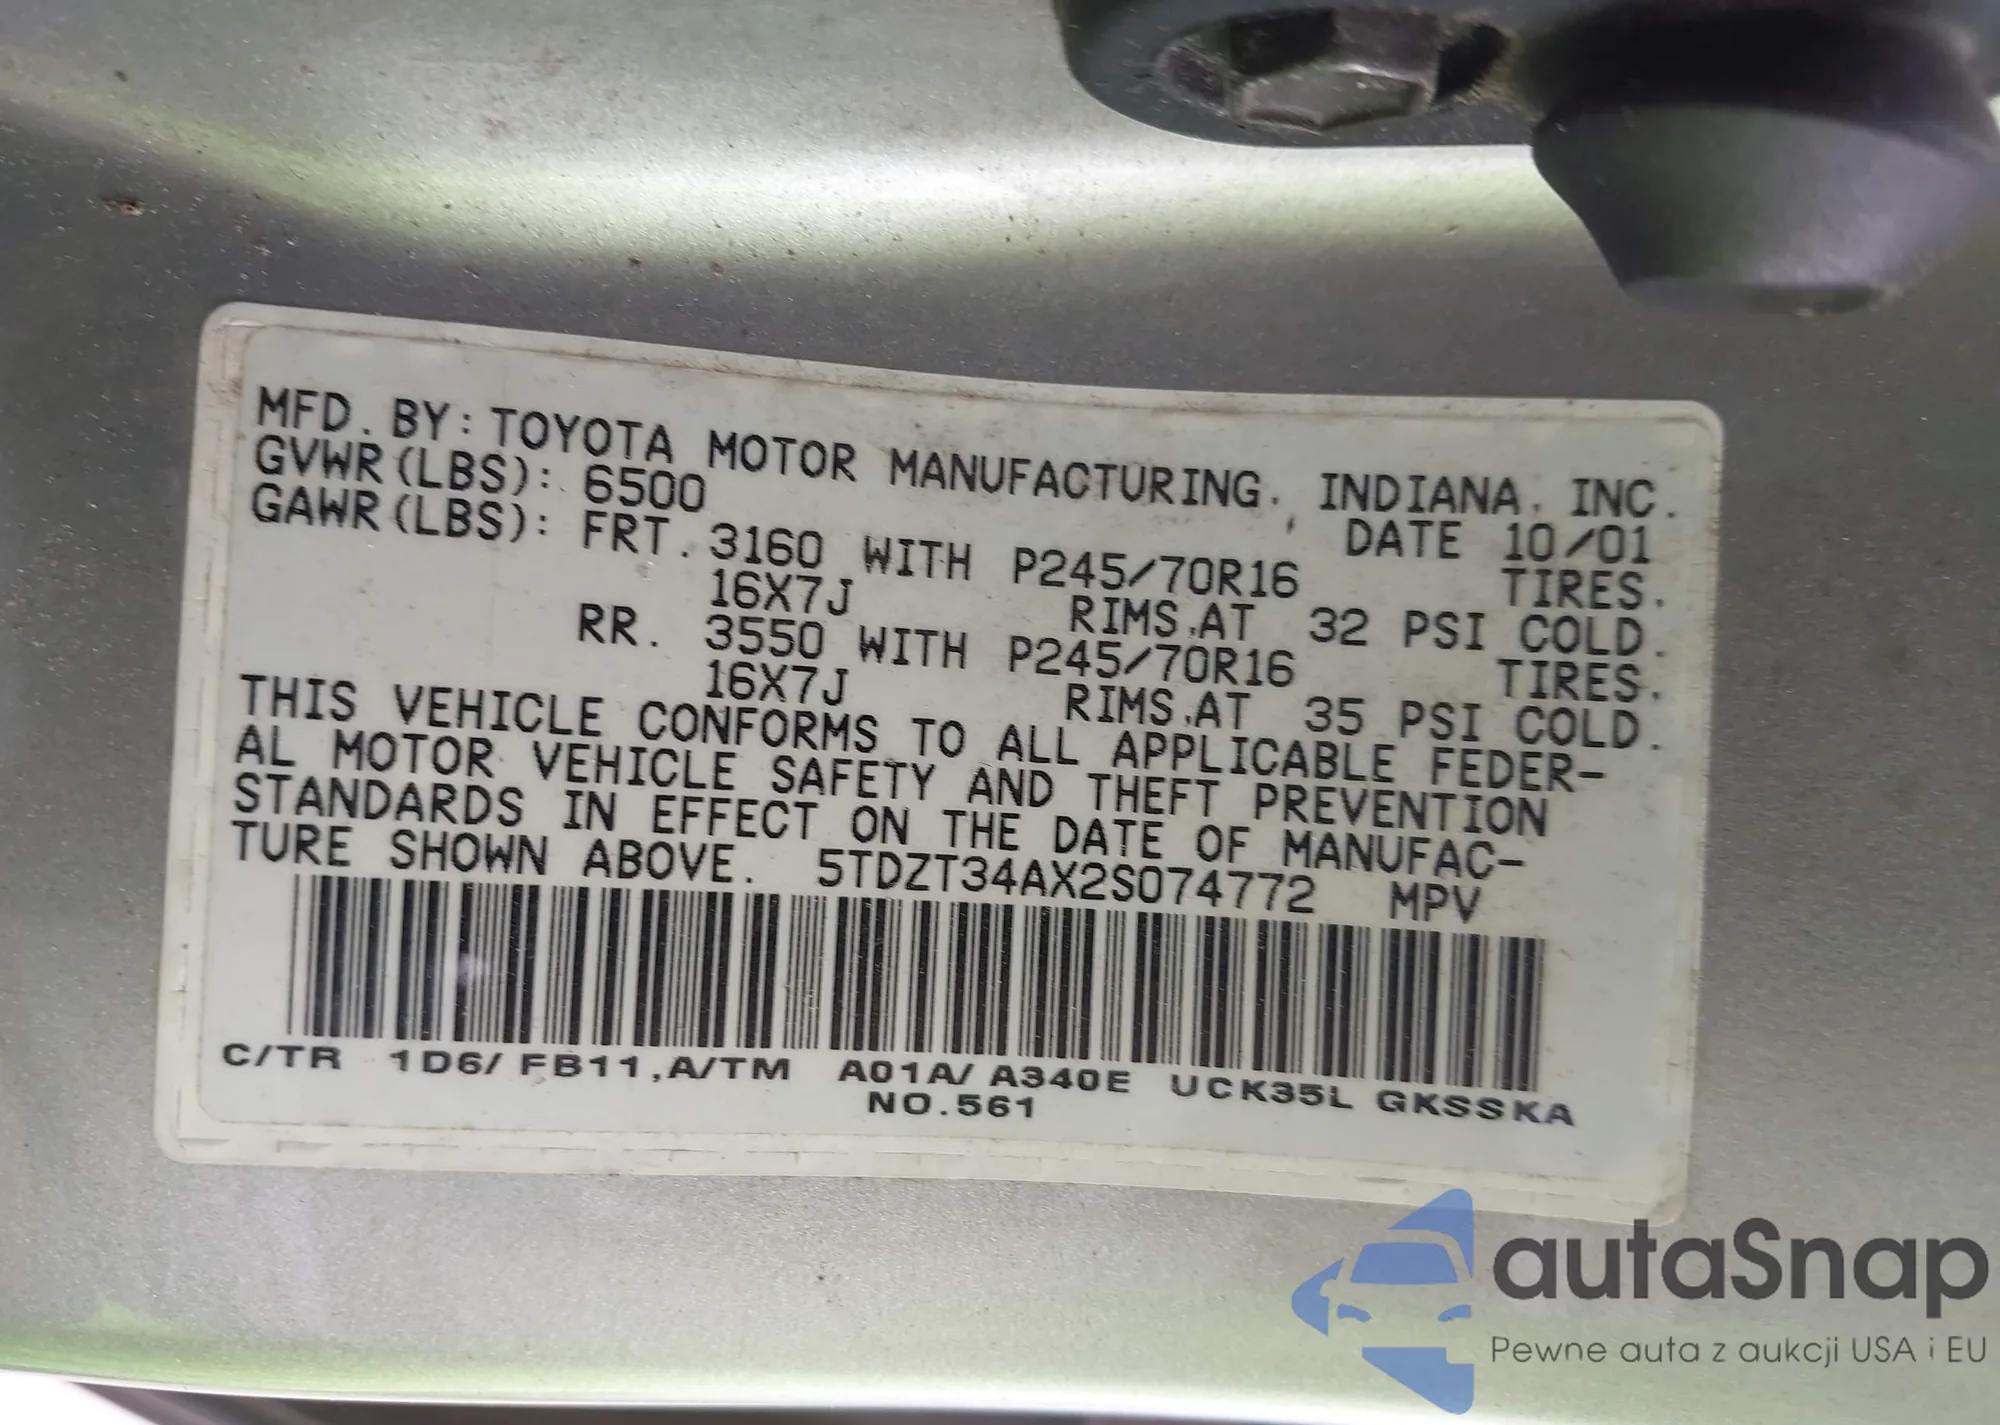 MFD. BY: TOYOTA MOTOR MANUFACTURING, INDIANA, INC.
GVWR(LBS): 6500 DATE 10/01
GAWR(LBS): FRT. 3160 WITH P245/70R16 TIRES.
16X7J RIMS,AT 32 PSI COLD.
RR. 3550 WITH P245/70R16 TIRES.
16X7J RIMS,AT 35 PSI COLD.
THIS VEHICLE CONFORMS TO ALL APPLICABLE FEDER-
AL MOTOR VEHICLE SAFETY AND THEFT PREVENTION
STANDARDS IN EFFECT ON THE DATE OF MANUFAC-
TURE SHOWN ABOVE. 5TDZT34AX2S074772 MPV
C/TR 1D6/FB11,A/TM A01A/A340E UCK35L GKSSKA
NO.561
autaSnap
Pewne auta z aukcji USA i EU